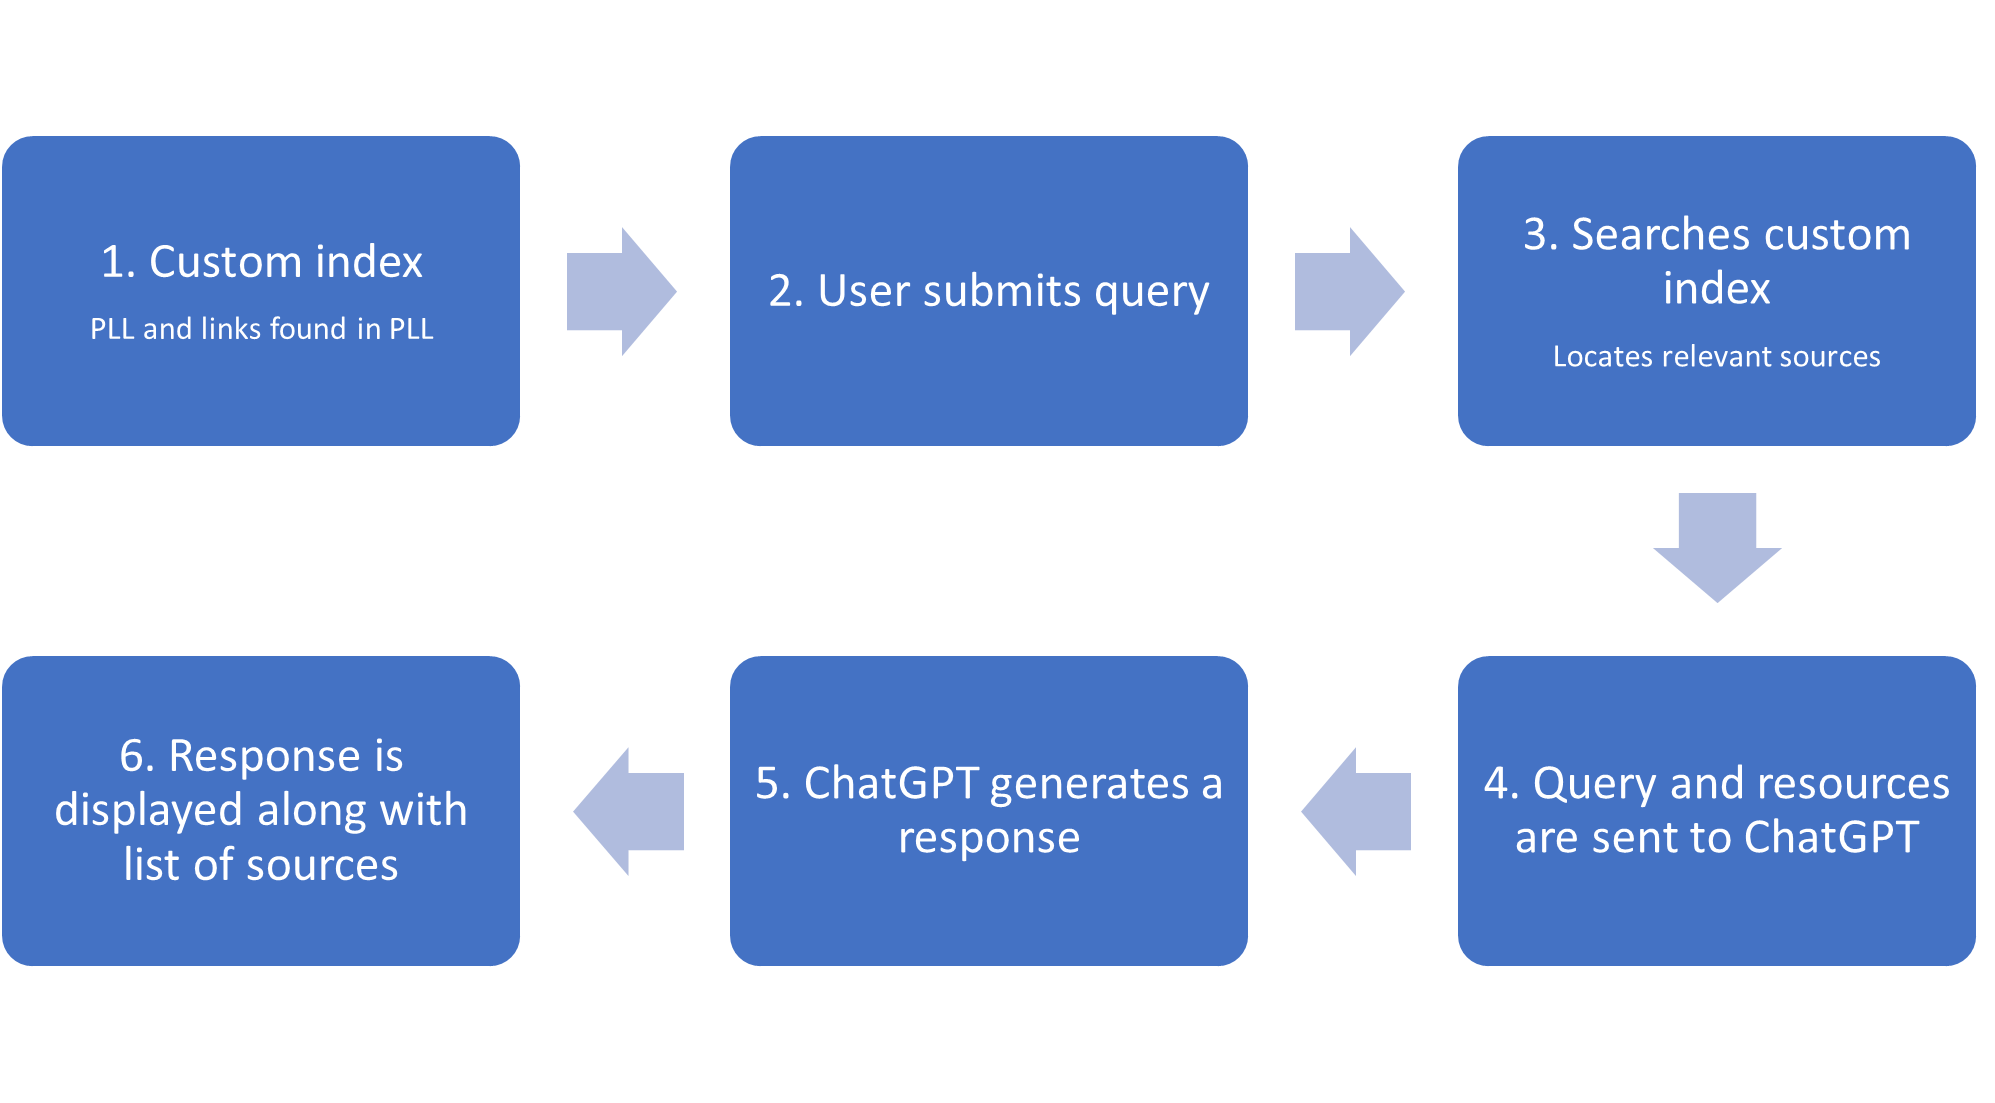 1. Custom index
PLL and links found in PLL
2. User submits query
3. Searches custom
index
Locates relevant sources
4. Query and resources
are sent to ChatGPT
5. ChatGPT generates a
response
6. Response is
displayed along with
list of sources